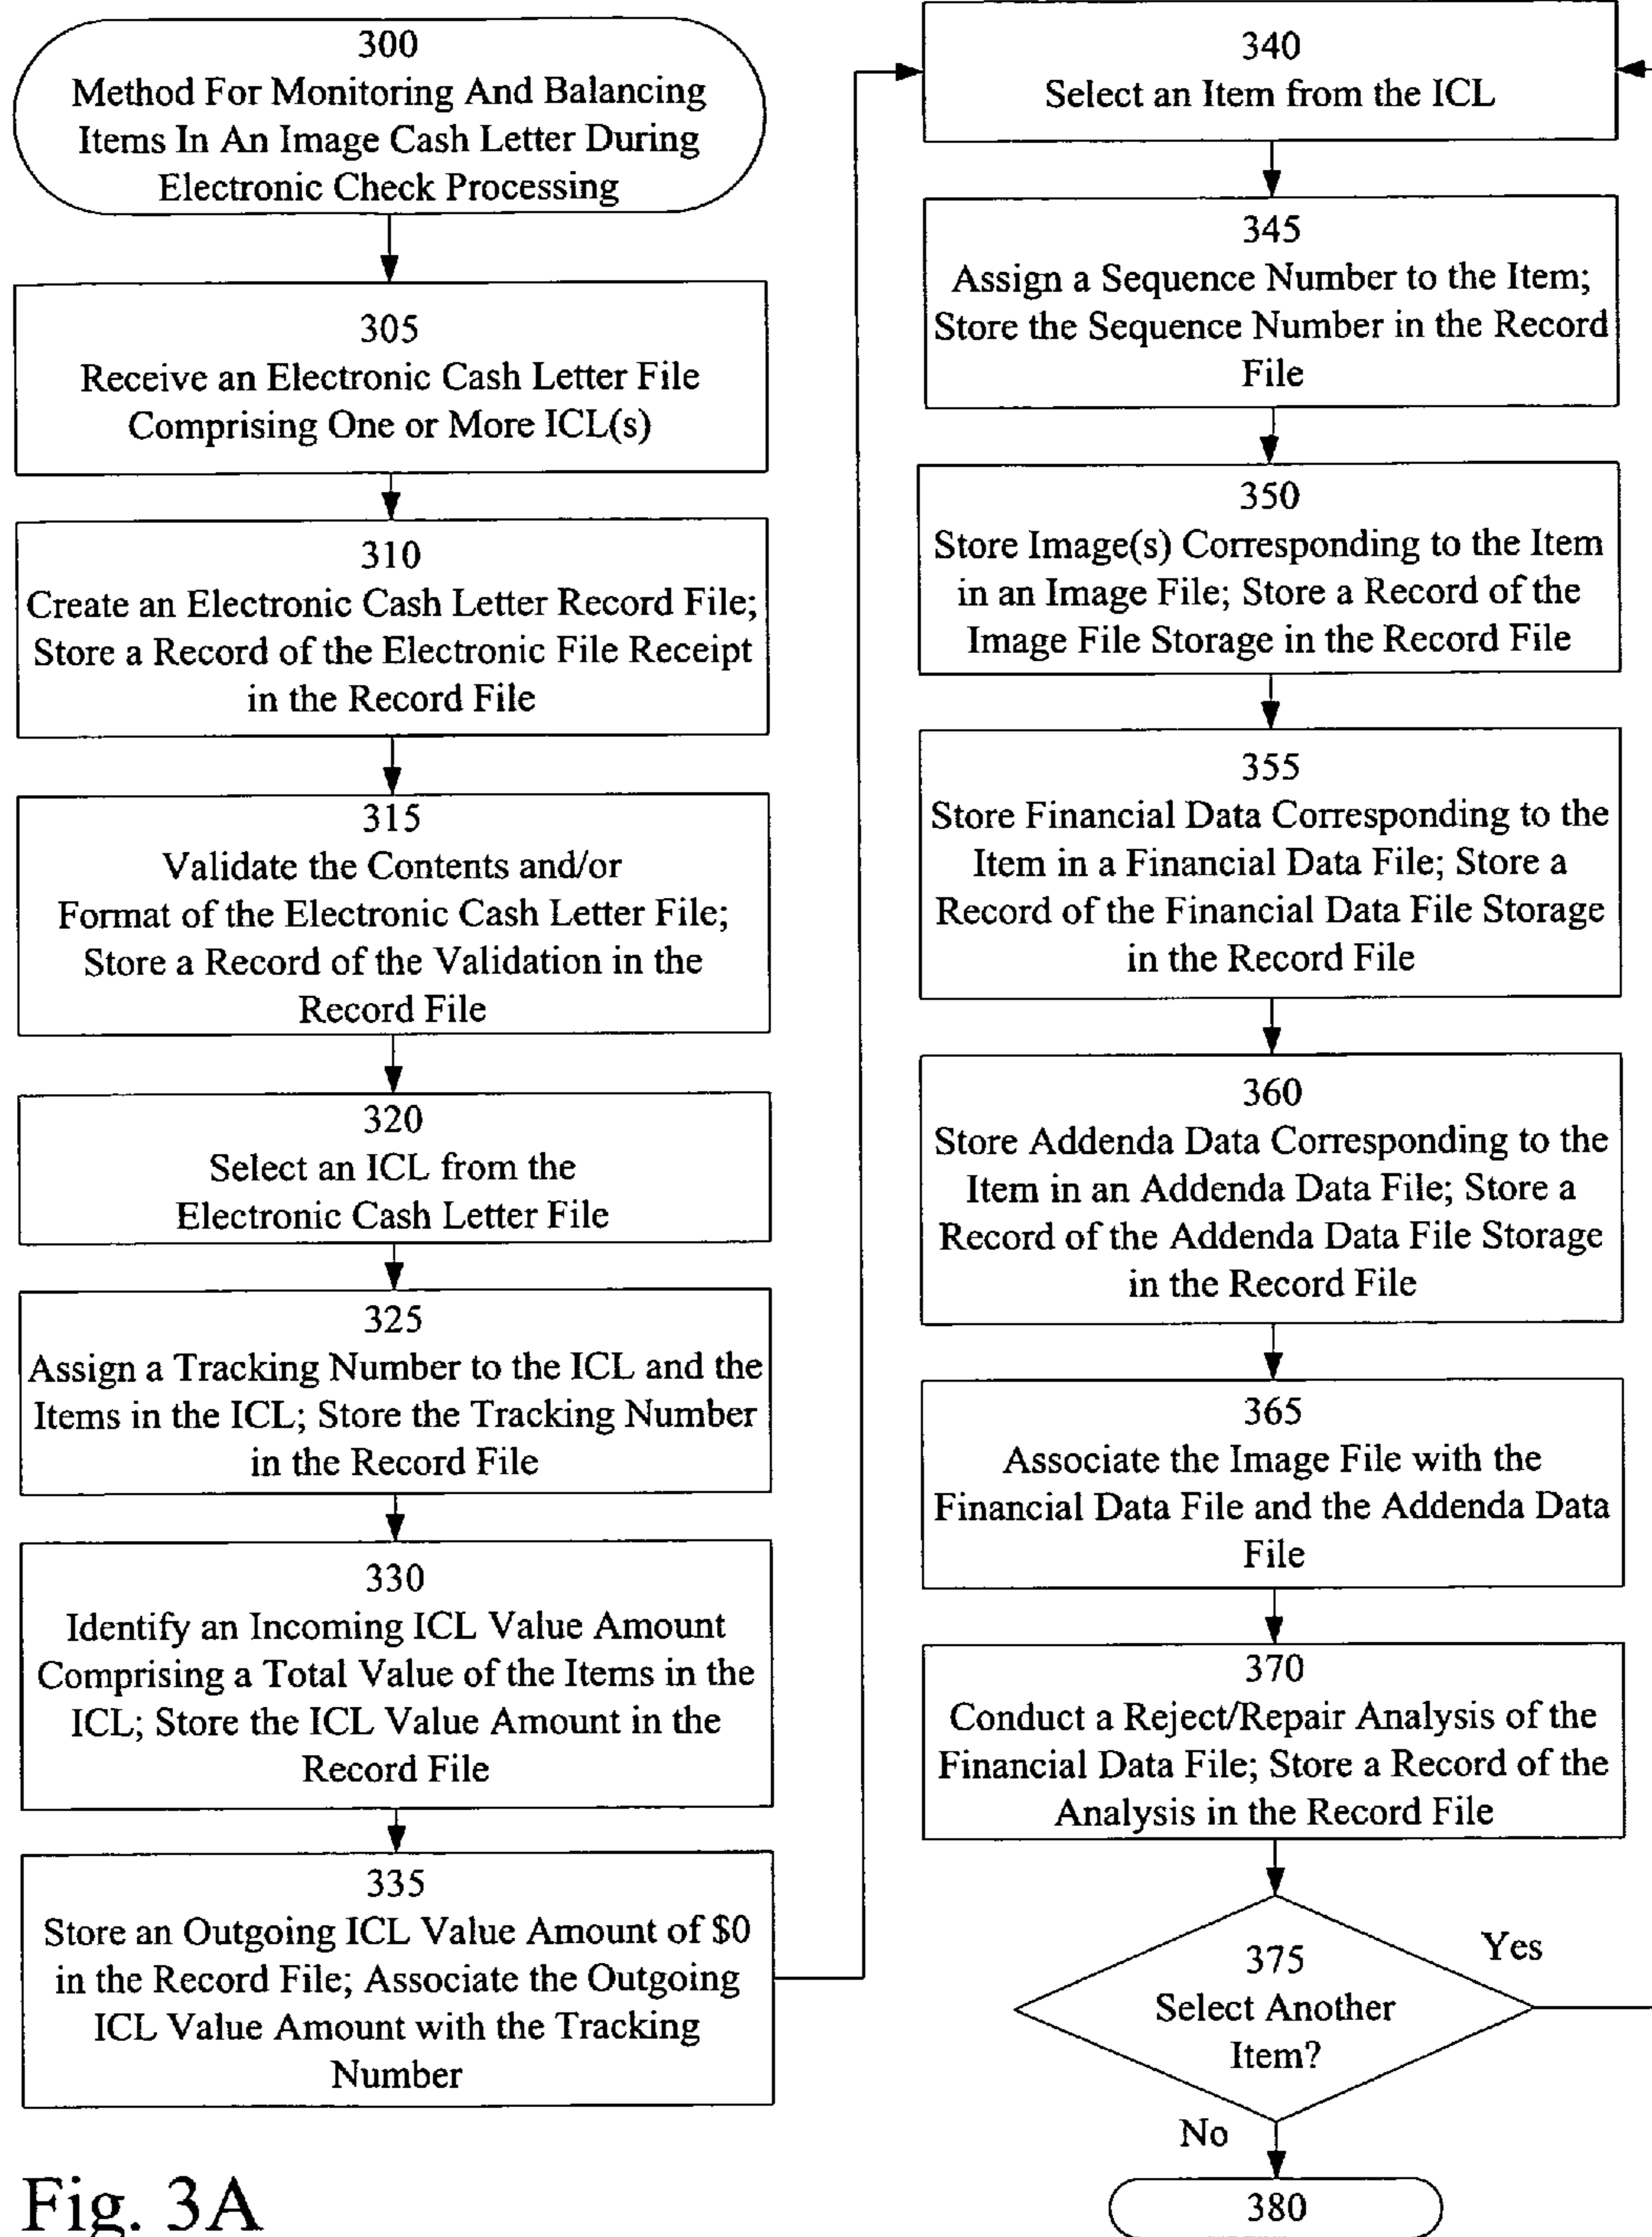 300
Method For Monitoring And Balancing
Items In An Image Cash Letter During
Electronic Check Processing
305
Receive an Electronic Cash Letter File
Comprising One or More ICL(s)
310
Create an Electronic Cash Letter Record File;
Store a Record of the Electronic File Receipt
in the Record File
315
Validate the Contents and/or
Format of the Electronic Cash Letter File;
Store a Record of the Validation in the
Record File
320
Select an ICL from the
Electronic Cash Letter File
325
Assign a Tracking Number to the ICL and the
Items in the ICL; Store the Tracking Number
in the Record File
330
Identify an Incoming ICL Value Amount
Comprising a Total Value of the Items in the
ICL; Store the ICL Value Amount in the
Record File
335
Store an Outgoing ICL Value Amount of $0
in the Record File; Associate the Outgoing
ICL Value Amount with the Tracking
Number
340
Select an Item from the ICL
345
Assign a Sequence Number to the Item;
Store the Sequence Number in the Record
File
350
Store Image(s) Corresponding to the Item
in an Image File; Store a Record of the
Image File Storage in the Record File
355
Store Financial Data Corresponding to the
Item in a Financial Data File; Store a
Record of the Financial Data File Storage
in the Record File
360
Store Addenda Data Corresponding to the
Item in an Addenda Data File; Store a
Record of the Addenda Data File Storage
in the Record File
365
Associate the Image File with the
Financial Data File and the Addenda Data
File
370
Conduct a Reject/Repair Analysis of the
Financial Data File; Store a Record of the
Analysis in the Record File
375
Select Another
Item?
Yes
No
380
Fig. 3A